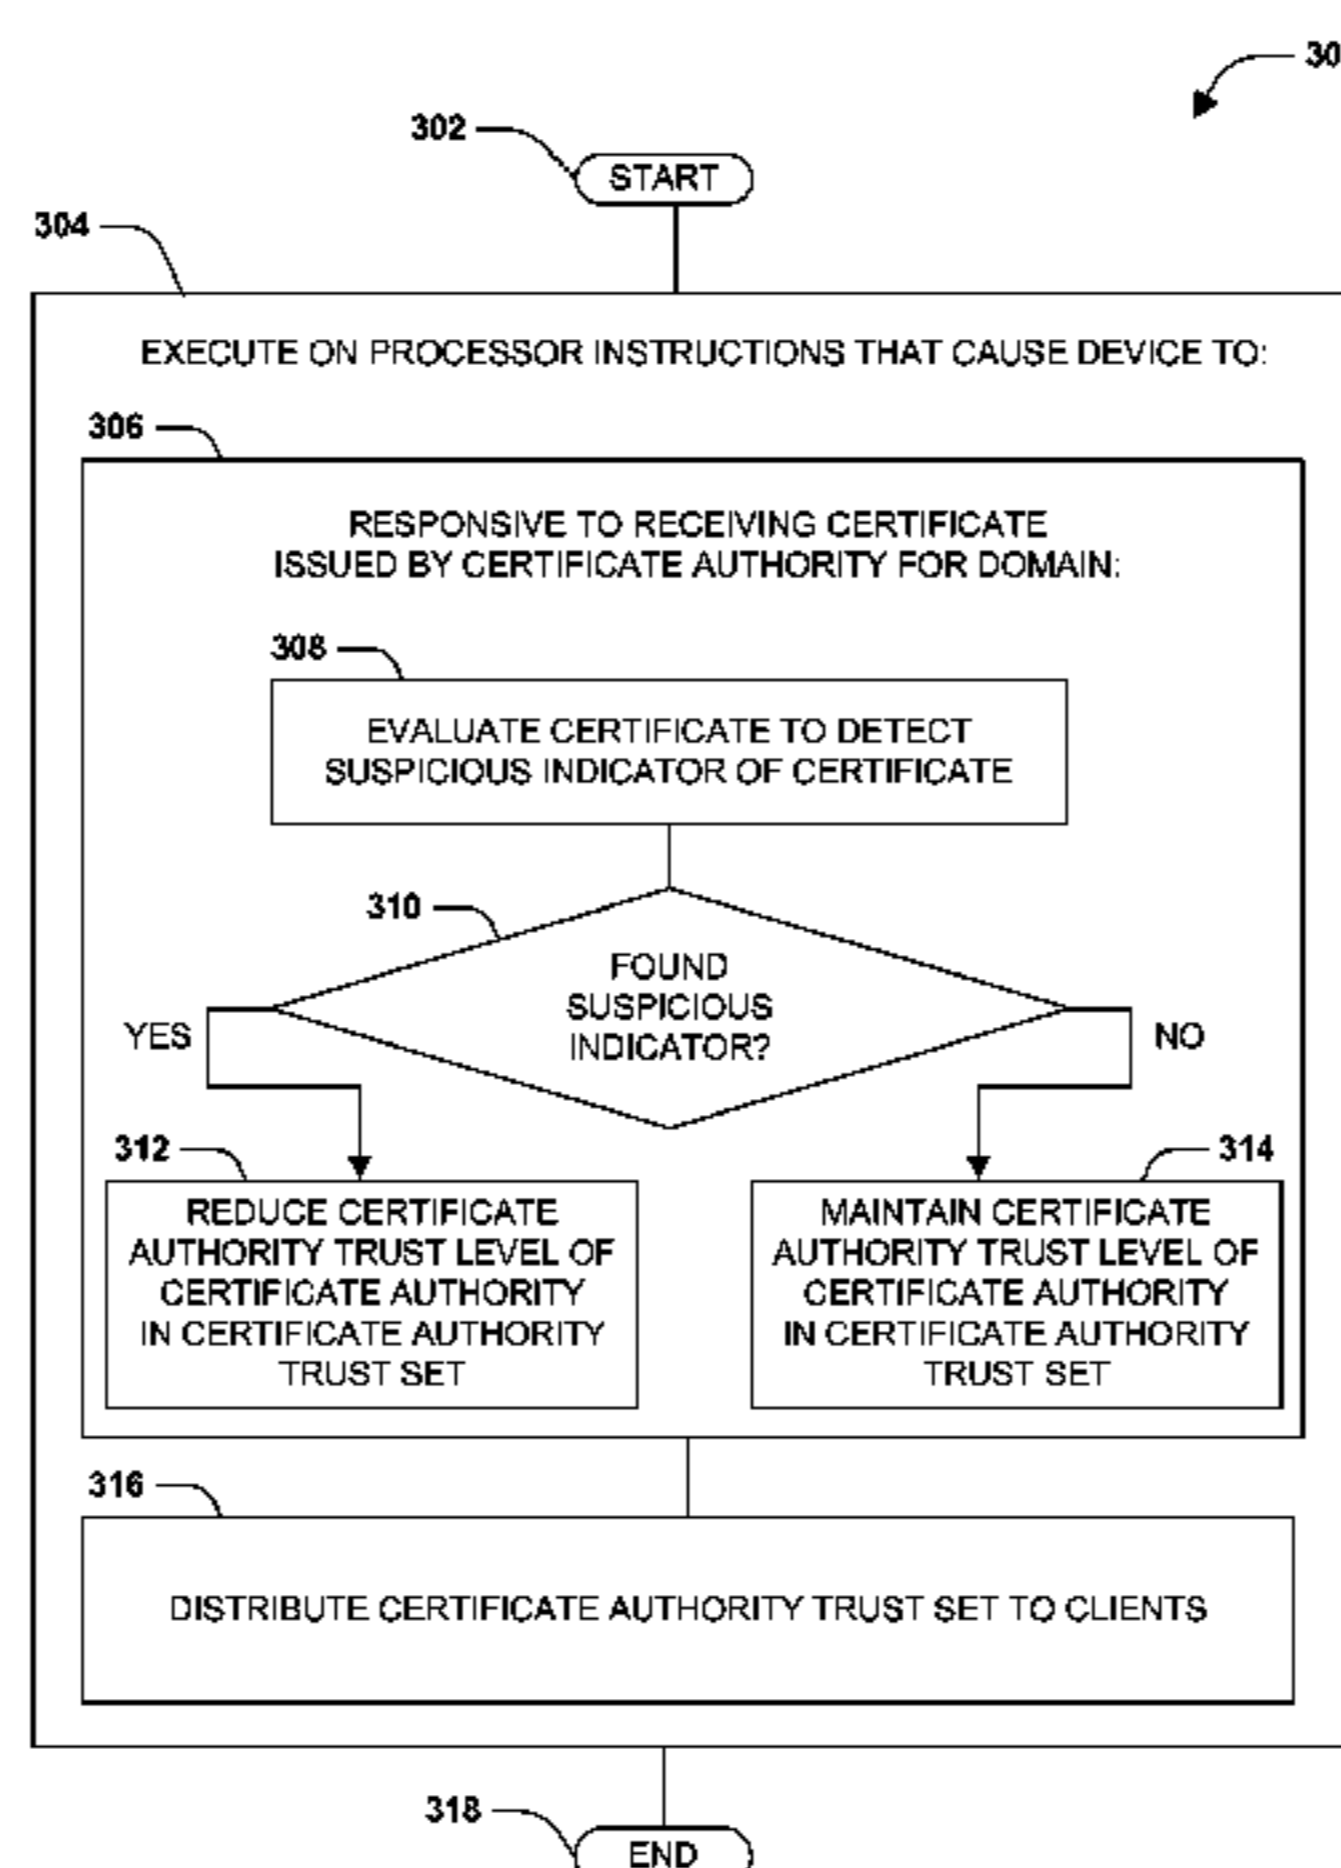 30
302
START
304
EXECUTE ON PROCESSOR INSTRUCTIONS THAT CAUSE DEVICE TO:
306
RESPONSIVE TO RECEIVING CERTIFICATE
ISSUED BY CERTIFICATE AUTHORITY FOR DOMAIN:
308
EVALUATE CERTIFICATE TO DETECT
SUSPICIOUS INDICATOR OF CERTIFICATE
310
FOUND
SUSPICIOUS
INDICATOR?
YES
NO
312
REDUCE CERTIFICATE
AUTHORITY TRUST LEVEL OF
CERTIFICATE AUTHORITY
IN CERTIFICATE AUTHORITY
TRUST SET
314
MAINTAIN CERTIFICATE
AUTHORITY TRUST LEVEL OF
CERTIFICATE AUTHORITY
IN CERTIFICATE AUTHORITY
TRUST SET
316
DISTRIBUTE CERTIFICATE AUTHORITY TRUST SET TO CLIENTS
318
END